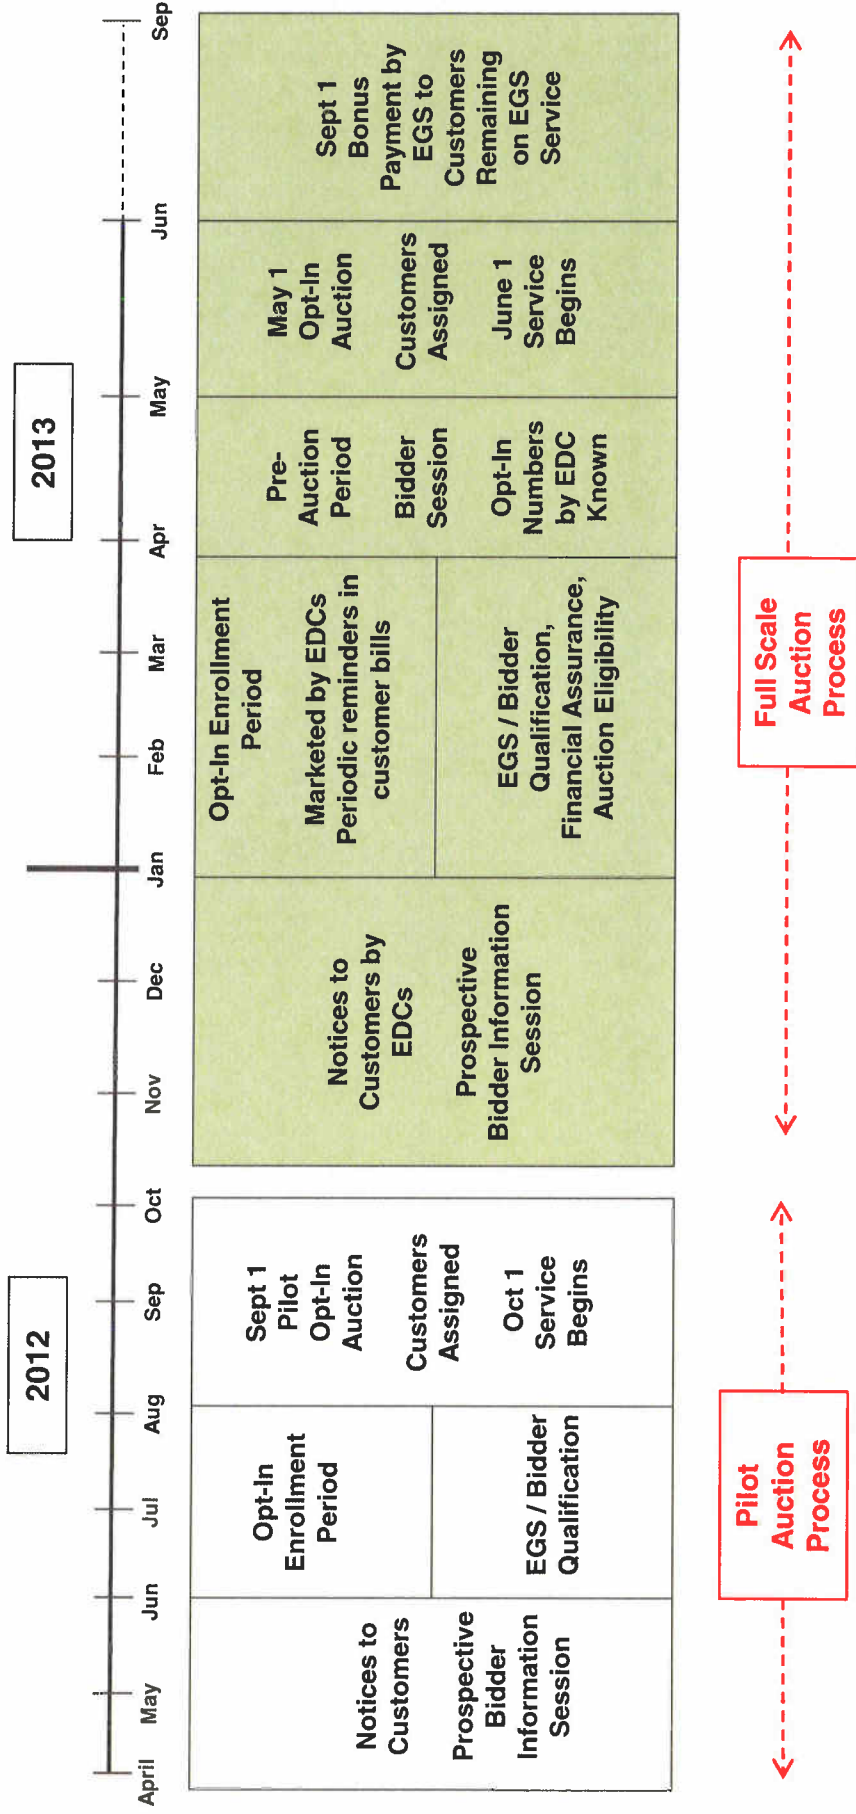 2012
2013
April
May
Jun
Jul
Aug
Sep
Oct
Nov
Dec
Jan
Feb
Mar
Apr
May
Jun
Sep
Notices to
Customers
Prospective
Bidder
Information
Session
Opt-In
Enrollment
Period
EGS / Bidder
Qualification
Sept 1
Pilot
Opt-In
Auction
Customers
Assigned
Oct 1
Service
Begins
Notices to
Customers by
EDCs
Prospective
Bidder Information
Session
Opt-In Enrollment
Period
Marketed by EDCs
Periodic reminders in
customer bills
EGS / Bidder
Qualification,
Financial Assurance,
Auction Eligibility
Pre-
Auction
Period
Bidder
Session
Opt-In
Numbers
by EDC
Known
May 1
Opt-In
Auction
Customers
Assigned
June 1
Service
Begins
Sept 1
Bonus
Payment by
EGS to
Customers
Remaining
on EGS
Service
Pilot
Auction
Process
Full Scale
Auction
Process